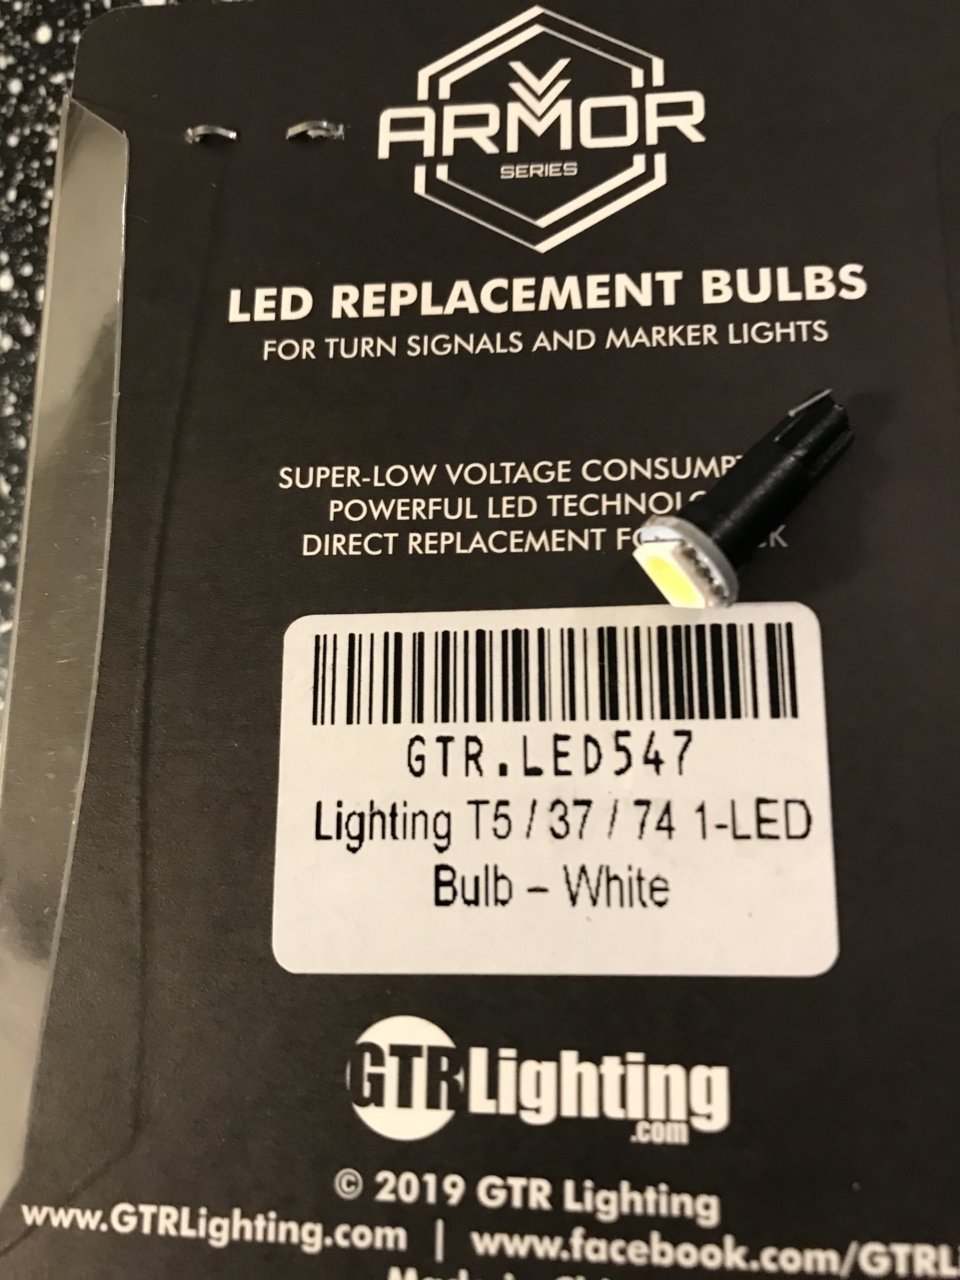 ARMOR
SERIES
LED REPLACEMENT BULBS
FOR TURN SIGNALS AND MARKER LIGHTS
SUPER-LOW VOLTAGE
POWERFUL LED
DIRECT REPLACEMENT
GTR.LED547
Lighting T5 / 37 / 74 1-LED
Bulb – White
GTR Lighting
.com
© 2019 GTR Lighting
www.GTRLighting.com | www.facebook.com/GTRL